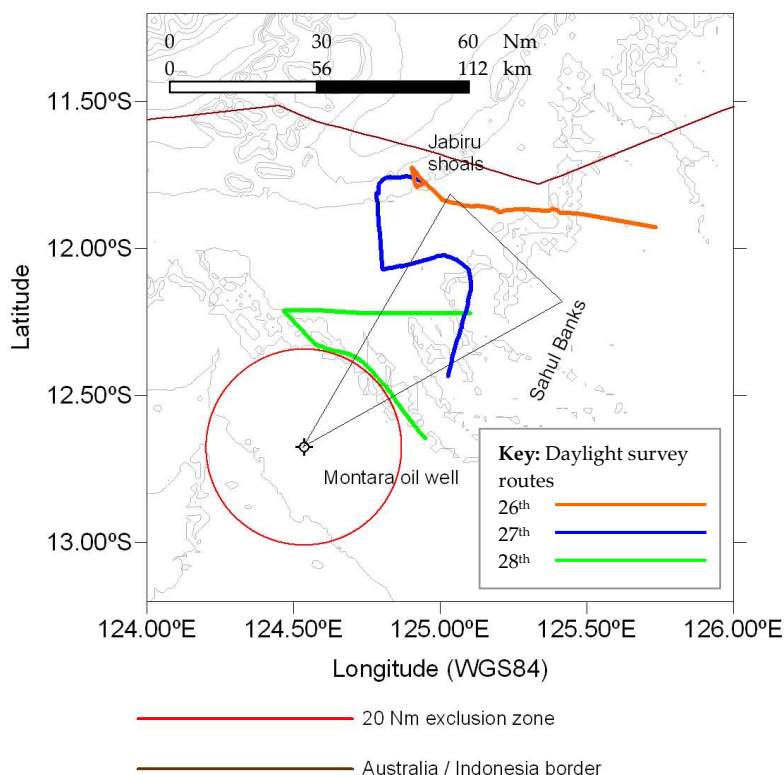 0 30 60 Nm
0 56 112 km
11.50ºS
Jabiru
shoals
12.00ºS
Latitude
Sahul Banks
12.50ºS
Montara oil well
Key: Daylight survey
routes
26th
27th
28th
13.00ºS
124.00ºE 124.50ºE 125.00ºE 125.50ºE 126.00ºE
Longitude (WGS84)
20 Nm exclusion zone
Australia / Indonesia border